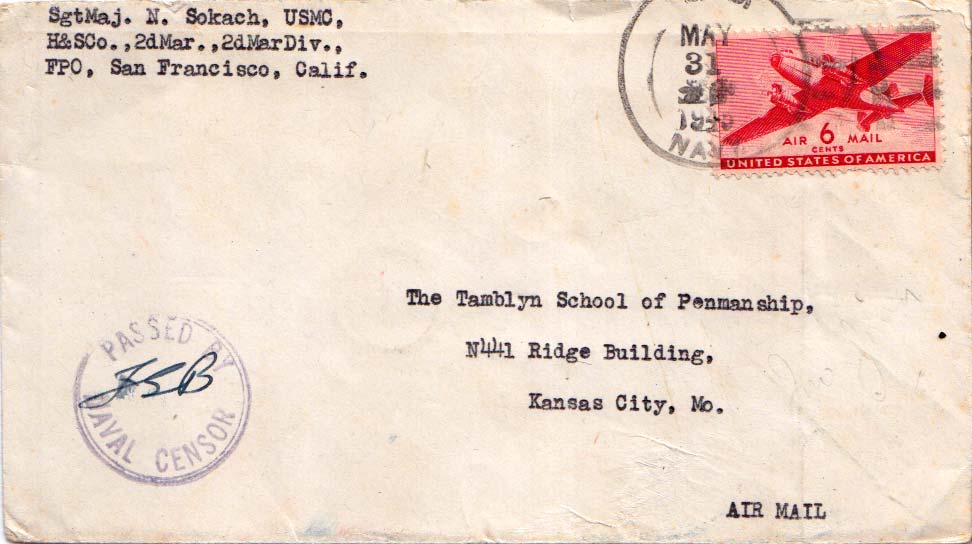 SgtMaj. N. Sokach, USMC,
H&SCo.,2dMar.,2dMarDiv.,
FPO, San Francisco, Calif.
MAY
31
AIR 6 MAIL
CENTS
UNITED STATES OF AMERICA
The Tamblyn School of Penmanship,
N441 Ridge Building,
Kansas City, Mo.
PASSED BY
JSB
NAVAL CENSOR
AIR MAIL